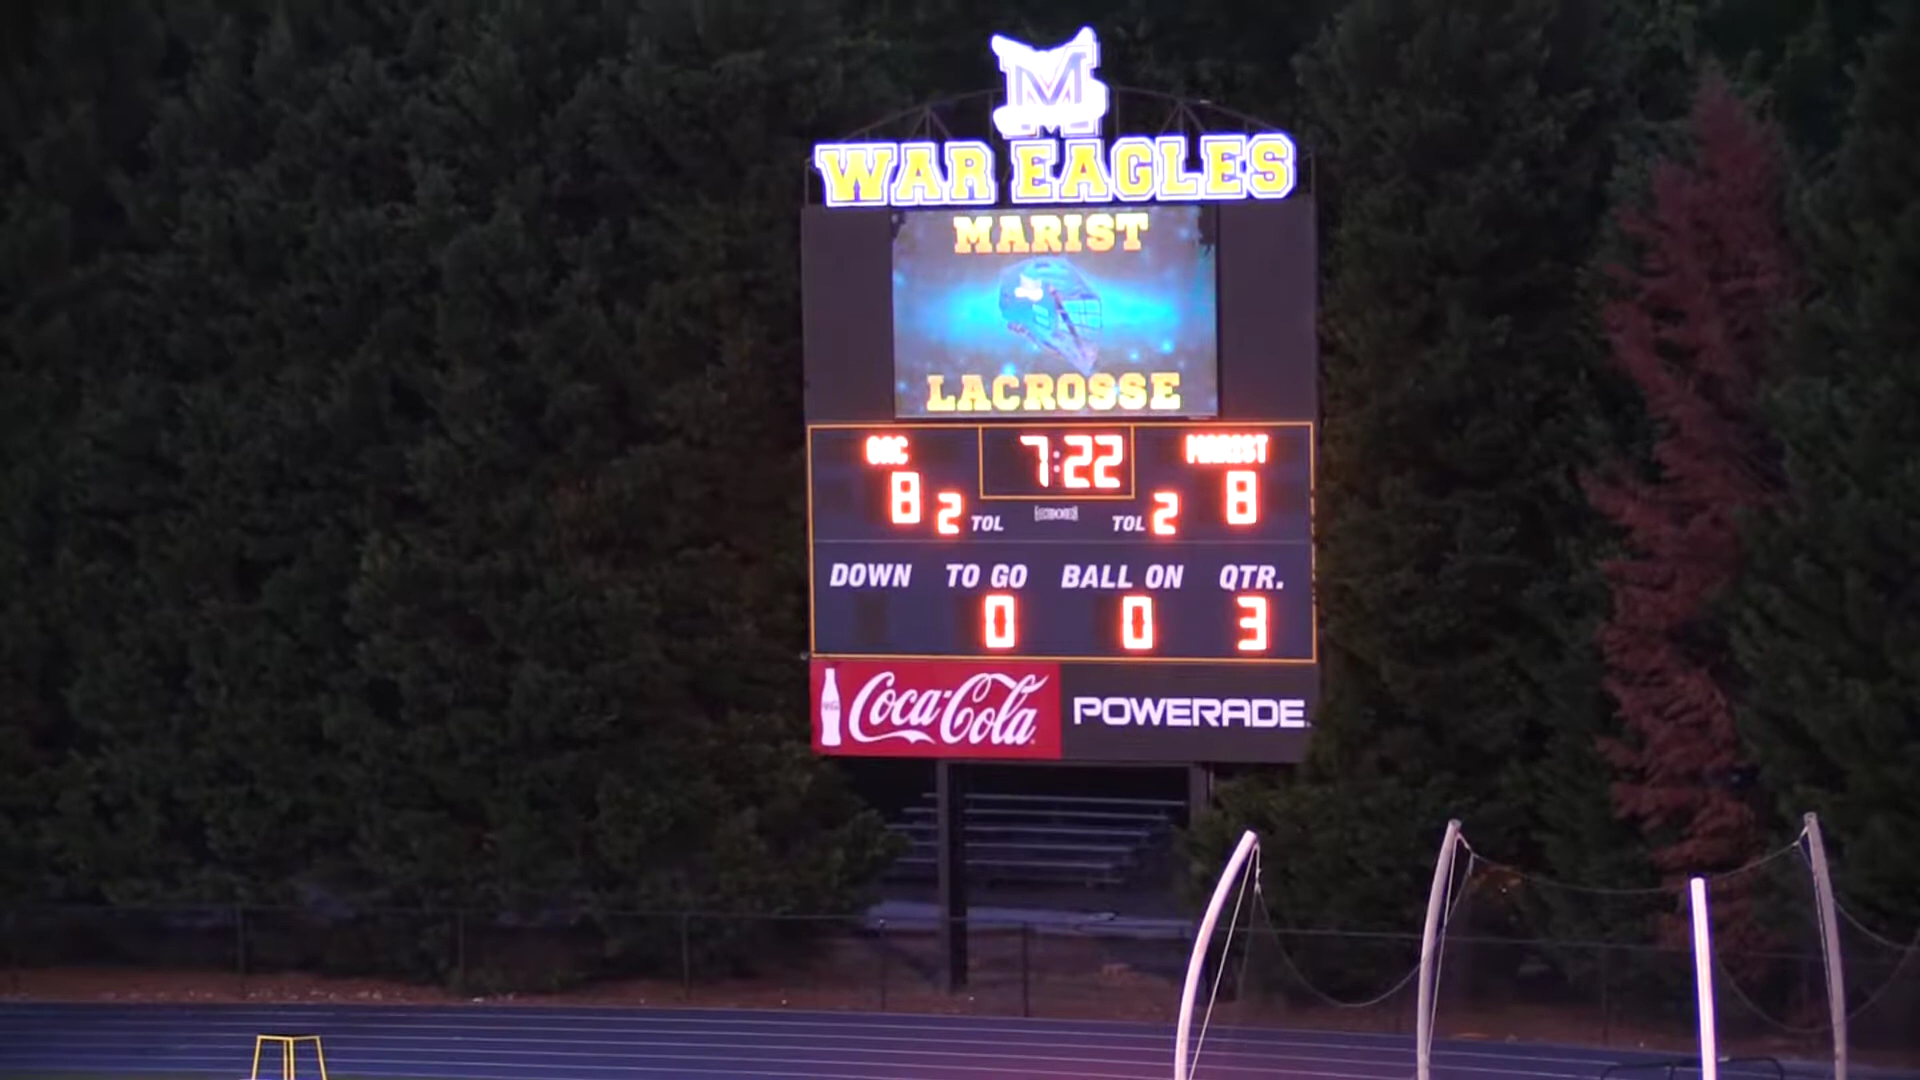 M
WAR EAGLES
MARIST
LACROSSE
7:22
MARIST
8 2 TOL
TOL 2 8
DOWN TO GO BALL ON QTR.
0 0 3
Coca-Cola
POWERADE